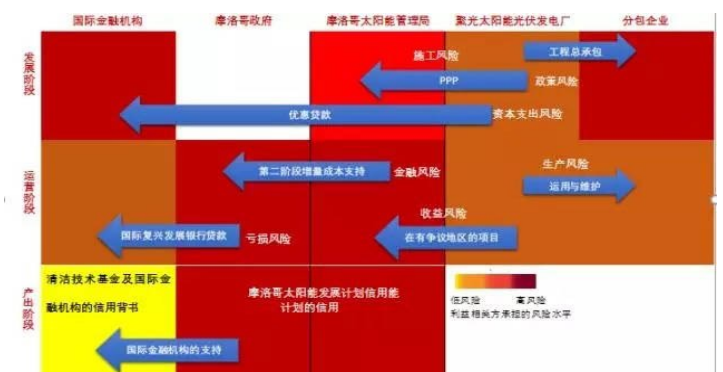 国际金融机构
摩洛哥政府
摩洛哥太阳能管理局
聚光太阳能光伏发电厂
分包企业
发展阶段
施工风险
工程总承包
PPP
政策风险
优惠贷款
资本支出风险
运营阶段
第二阶段增量成本支持
金融风险
生产风险
运用与维护
收益风险
国际复兴发展银行贷款
亏损风险
在有争议地区的项目
产出阶段
清洁技术基金及国际金
融机构的信用背书
摩洛哥太阳能发展计划信用能
计划的信用
国际金融机构的支持
低风险
高风险
利益相关方承担的风险水平